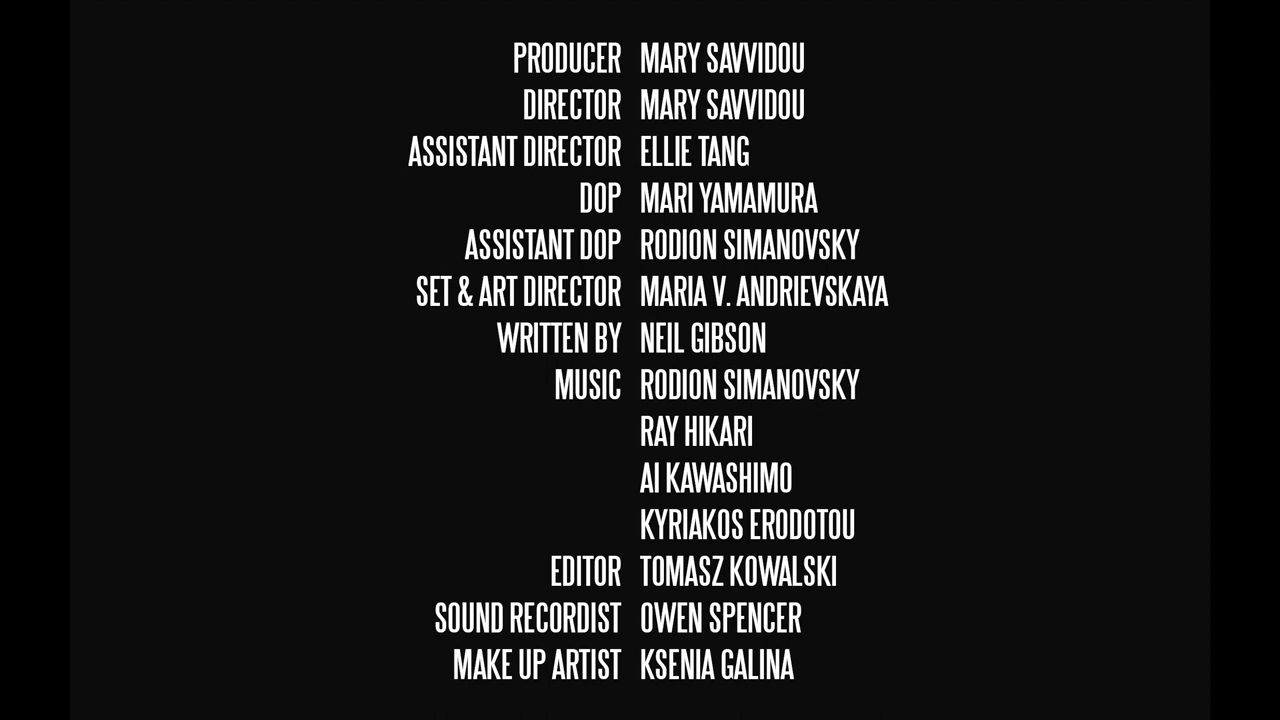 PRODUCER MARY SAVVIDOU
DIRECTOR MARY SAVVIDOU
ASSISTANT DIRECTOR ELLIE TANG
DOP MARI YAMAMURA
ASSISTANT DOP RODION SIMANOVSKY
SET & ART DIRECTOR MARIA V. ANDRIEVSKAYA
WRITTEN BY NEIL GIBSON
MUSIC RODION SIMANOVSKY
RAY HIKARI
AI KAWASHIMO
KYRIAKOS ERODOTOU
EDITOR TOMASZ KOWALSKI
SOUND RECORDIST OWEN SPENCER
MAKE UP ARTIST KSENIA GALINA